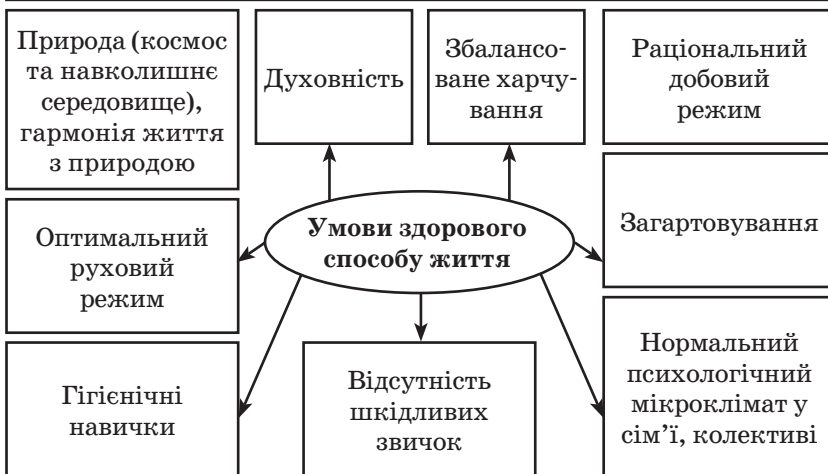 Природа (космос
та навколишнє
середовище),
гармонія життя
з природою
Духовність
Збалансо-
ване харчу-
вання
Раціональний
добовий
режим
Умови здорового
способу життя
Оптимальний
руховий
режим
Загартовування
Гігієнічні
навички
Відсутність
шкідливих
звичок
Нормальний
психологічний
мікроклімат у
сім’ї, колективі